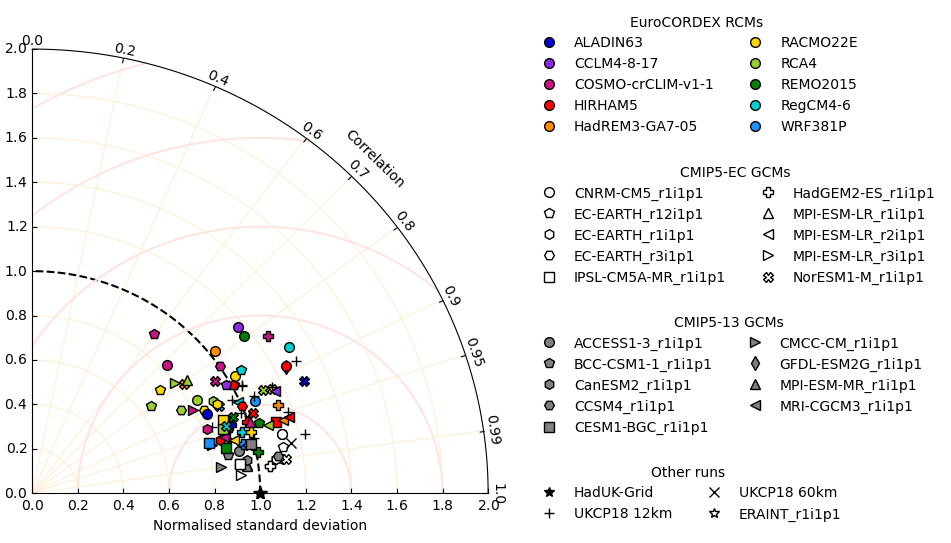 EuroCORDEX RCMs
ALADIN63 RACMO22E
CCLM4-8-17 RCA4
COSMO-crCLIM-v1-1 REMO2015
HIRHAM5 RegCM4-6
HadREM3-GA7-05 WRF381P
CMIP5-EC GCMs
CNRM-CM5_r1i1p1 HadGEM2-ES_r1i1p1
EC-EARTH_r12i1p1 MPI-ESM-LR_r1i1p1
EC-EARTH_r1i1p1 MPI-ESM-LR_r2i1p1
EC-EARTH_r3i1p1 MPI-ESM-LR_r3i1p1
IPSL-CM5A-MR_r1i1p1 NorESM1-M_r1i1p1
CMIP5-13 GCMs
ACCESS1-3_r1i1p1 CMCC-CM_r1i1p1
BCC-CSM1-1_r1i1p1 GFDL-ESM2G_r1i1p1
CanESM2_r1i1p1 MPI-ESM-MR_r1i1p1
CCSM4_r1i1p1 MRI-CGCM3_r1i1p1
CESM1-BGC_r1i1p1
Other runs
HadUK-Grid UKCP18 60km
UKCP18 12km ERAINT_r1i1p1
0.0
0.2
0.4
0.6
Correlation
0.7
0.8
0.9
0.95
0.99
1.0
2.0
1.8
1.6
1.4
1.2
1.0
0.8
0.6
0.4
0.2
0.0
0.0 0.2 0.4 0.6 0.8 1.0 1.2 1.4 1.6 1.8 2.0
Normalised standard deviation